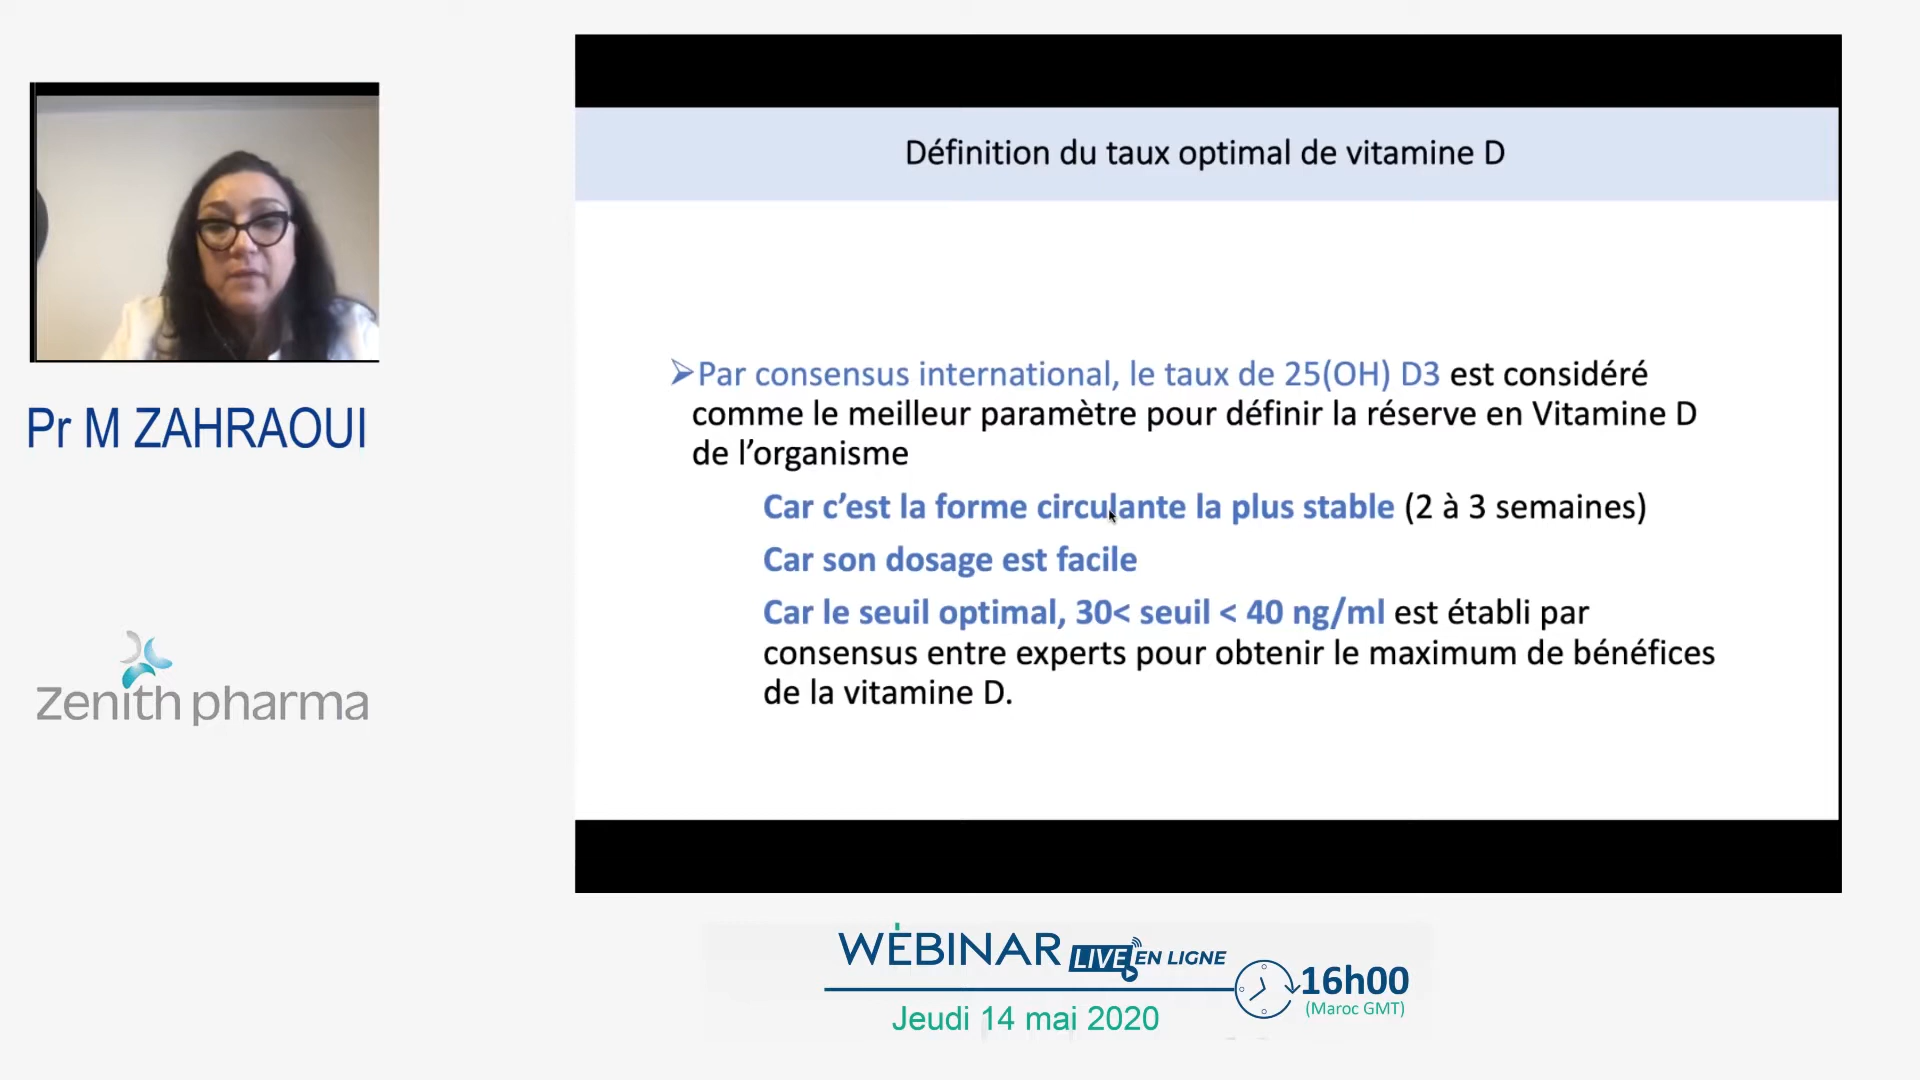 Définition du taux optimal de vitamine D
➢Par consensus international, le taux de 25(OH) D3 est considéré
comme le meilleur paramètre pour définir la réserve en Vitamine D
de l’organisme
Car c’est la forme circulante la plus stable (2 à 3 semaines)
Car son dosage est facile
Car le seuil optimal, 30< seuil < 40 ng/ml est établi par
consensus entre experts pour obtenir le maximum de bénéfices
de la vitamine D.
Pr M ZAHRAOUI
Zenith pharma
WEBINAR LIVE EN LIGNE
16h00
(Maroc GMT)
Jeudi 14 mai 2020